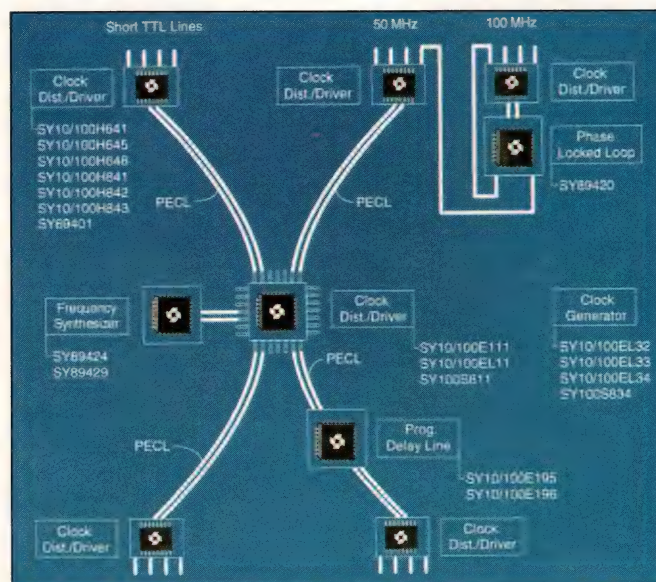 Short TTL Lines
50 MHz
100 MHz
Clock
Dist./Driver
SY10/100H641
SY10/100H645
SY10/100H646
SY10/100H841
SY10/100H842
SY10/100H843
SY89401
Clock
Dist./Driver
Clock
Dist./Driver
Phase
Locked Loop
SY89420
PECL
PECL
Frequency
Synthesizer
SY89424
SY89429
Clock
Dist./Driver
SY10/100E111
SY10/100EL11
SY100S811
Clock
Generator
SY10/100EL32
SY10/100EL33
SY10/100EL34
SY100S834
PECL
PECL
Prog.
Delay Line
SY10/100E195
SY10/100E196
Clock
Dist./Driver
Clock
Dist./Driver